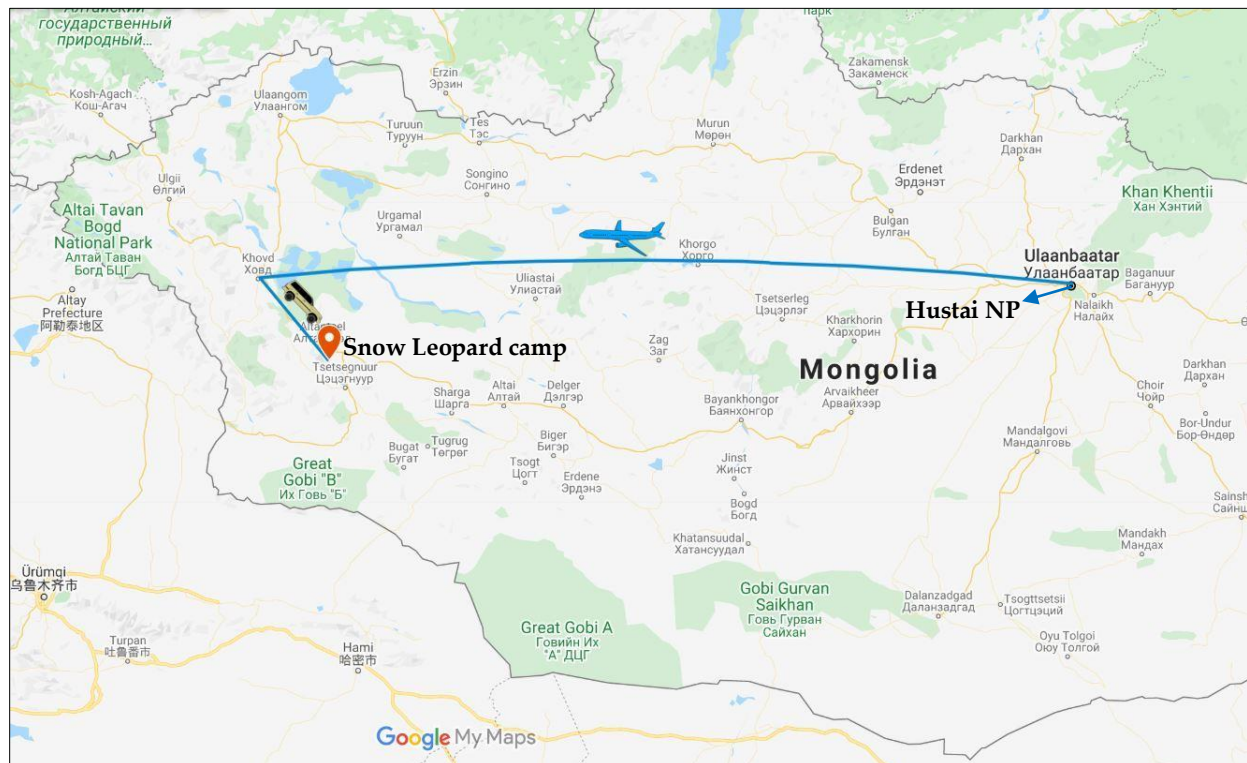 Алтайский
государственный
природный...
парк
Zakamensk
Закаменск
Erzin
Эрзин
Kosh-Agach
Кош-Агач
Ulaangom
Улаангом
Turuun
Туруун
Tes
Тэс
Murun
Мөрөн
Darkhan
Дархан
Ulgii
Өлгий
Songino
Сонгино
Erdenet
Эрдэнэт
Khan Khentii
Хан Хэнтий
Altai Tavan
Bogd
National Park
Алтай Таван
Богд БЦГ
Urgamal
Ургамал
Bulgan
Булган
Khovd
Ховд
Khorgo
Хорго
Ulaanbaatar
Улаанбаатар
Baganuur
Багануур
Uliastai
Улиастай
Altay
Prefecture
阿勒泰地区
Tsetserleg
Цэцэрлэг
Hustai NP
Nalaikh
Налайх
Kharkhorin
Хархорин
Snow Leopard camp
Tsetsegnuur
Цэцэгнуур
Zag
Заг
Mongolia
Darkhan
Дархан
Sharga
Шарга
Altai
Алтай
Delger
Дэлгэр
Bayankhongor
Баянхонгор
Arvaikheer
Арвайхээр
Choir
Чойр
Bor-Undur
Бор-Өндөр
Bugat
Бугат
Tugrug
Төгрөг
Biger
Бигэр
Mandalgovi
Мандалговь
Great
Gobi "B"
Их Говь "Б"
Tsogt
Цогт
Erdene
Эрдэнэ
Jinst
Жинст
Bogd
Богд
Sainsh
Сайнш
Khatansuudal
Хатансуудал
Mandakh
Мандах
Ürümqi
乌鲁木齐市
Gobi Gurvan
Saikhan
Говь Гурван
Сайхан
Dalanzadgad
Даланзадгад
Tsogttsetsii
Цогтцэций
Great Gobi A
Говийн Их
"А" ДЦГ
Turpan
吐鲁番市
Hami
哈密市
Oyu Tolgoi
Оюу Толгой
Google My Maps